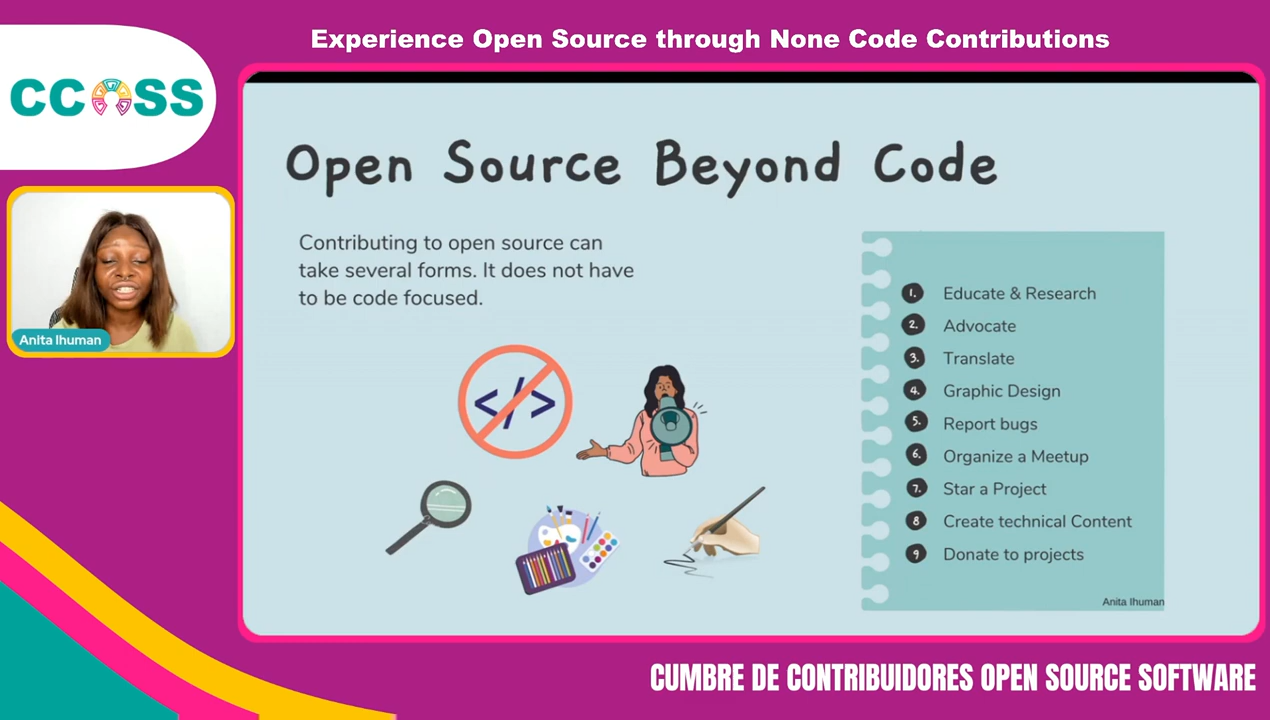 Experience Open Source through None Code Contributions
CCOSS
Anita Ihuman
Open Source Beyond Code
Contributing to open source can
take several forms. It does not have
to be code focused.
</>
1. Educate & Research
2. Advocate
3. Translate
4. Graphic Design
5. Report bugs
6. Organize a Meetup
7. Star a Project
8 Create technical Content
9 Donate to projects
Anita Ihuman
CUMBRE DE CONTRIBUIDORES OPEN SOURCE SOFTWARE